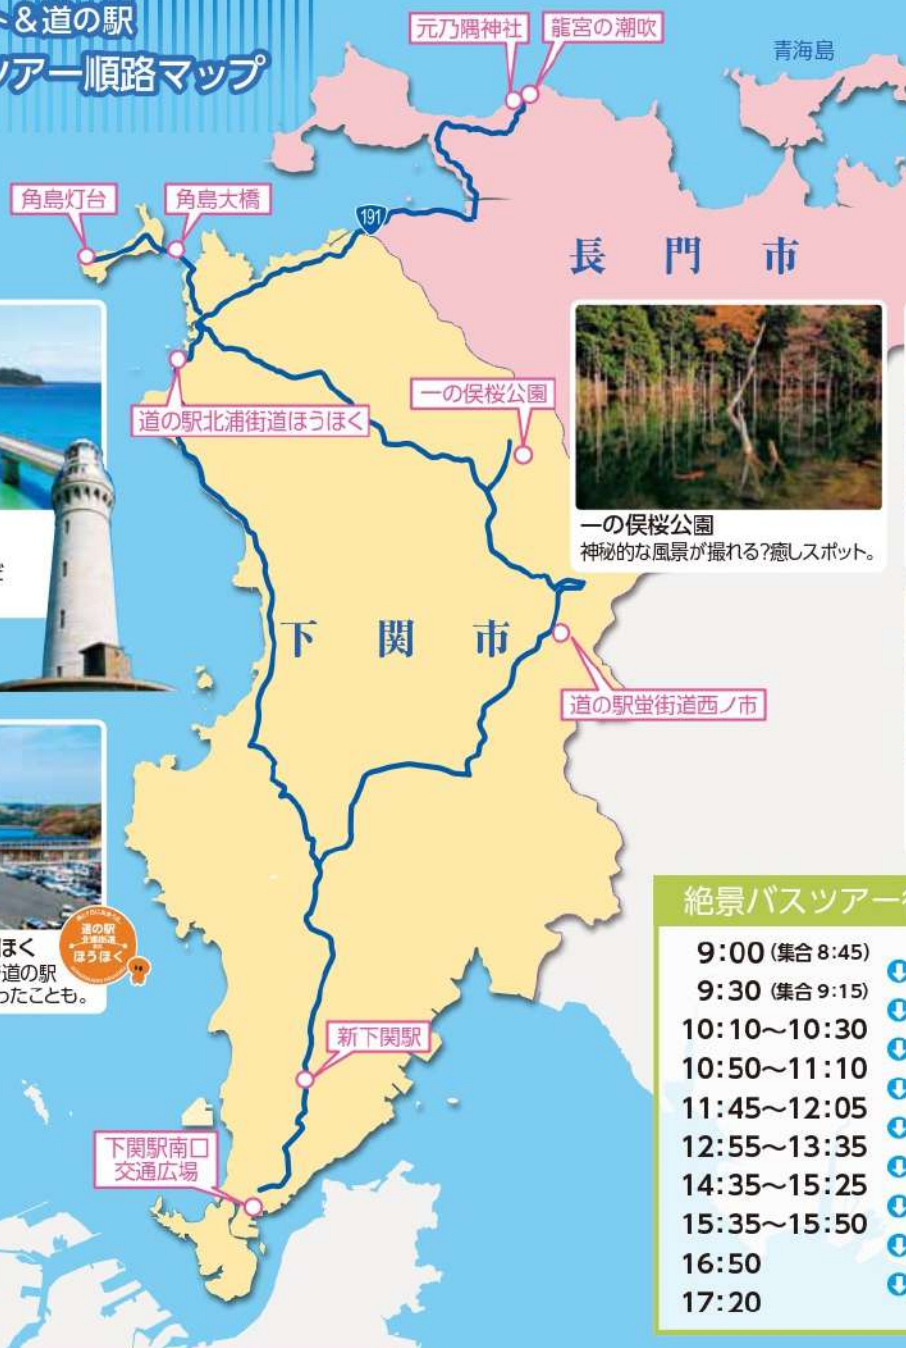 ト＆道の駅
ツアー順路マップ
元乃隅神社
龍宮の潮吹
青海島
角島灯台
角島大橋
191
長門市
一の俣桜公園
道の駅北浦街道ほうほく
一の俣桜公園
神秘的な風景が撮れる?癒しスポット。
下関市
道の駅蛍街道西ノ市
ほく
道の駅
ったことも。
道の駅
北浦街道
ほうほく
新下関駅
下関駅南口
交通広場
絶景バスツアー
9:00 (集合 8:45)
9:30 (集合 9:15)
10:10～10:30
10:50～11:10
11:45～12:05
12:55～13:35
14:35～15:25
15:35～15:50
16:50
17:20